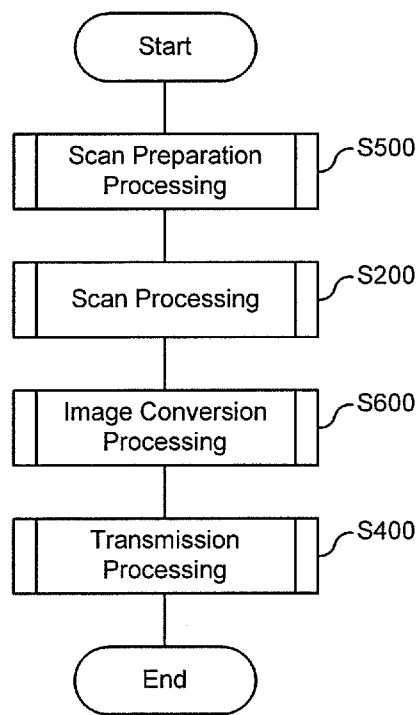 Start
Scan Preparation
Processing
S500
Scan Processing
S200
Image Conversion
Processing
S600
Transmission
Processing
S400
End